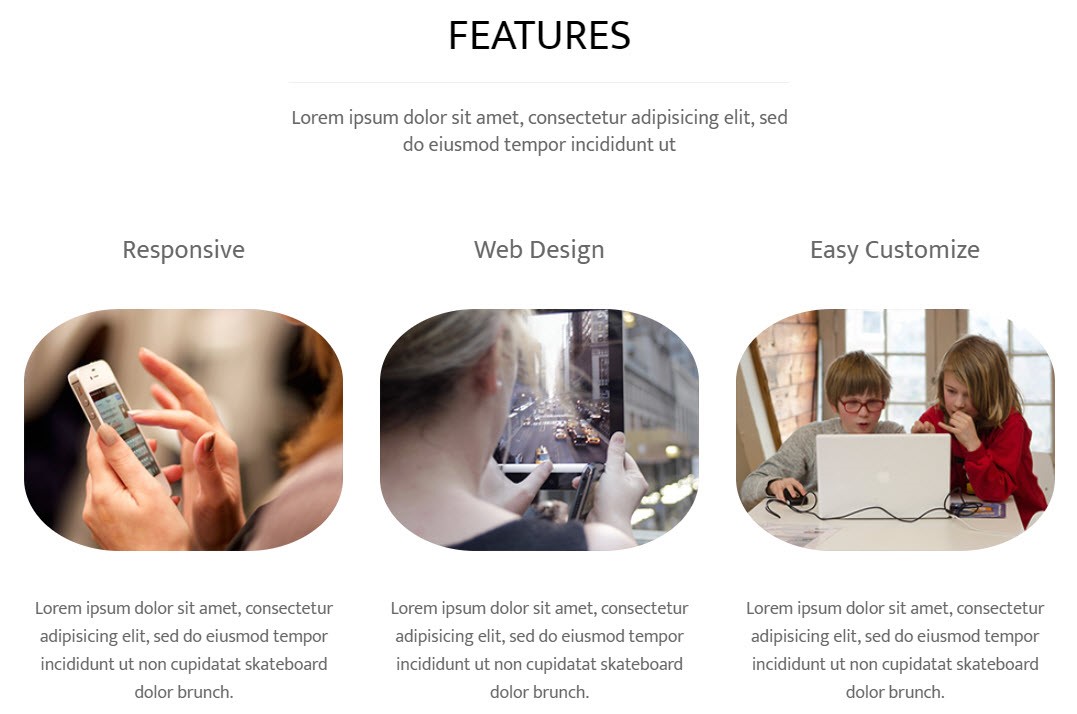 FEATURES
Lorem ipsum dolor sit amet, consectetur adipisicing elit, sed
do eiusmod tempor incididunt ut
Responsive
Web Design
Easy Customize
Lorem ipsum dolor sit amet, consectetur
adipisicing elit, sed do eiusmod tempor
incididunt ut non cupidatat skateboard
dolor brunch.
Lorem ipsum dolor sit amet, consectetur
adipisicing elit, sed do eiusmod tempor
incididunt ut non cupidatat skateboard
dolor brunch.
Lorem ipsum dolor sit amet, consectetur
adipisicing elit, sed do eiusmod tempor
incididunt ut non cupidatat skateboard
dolor brunch.